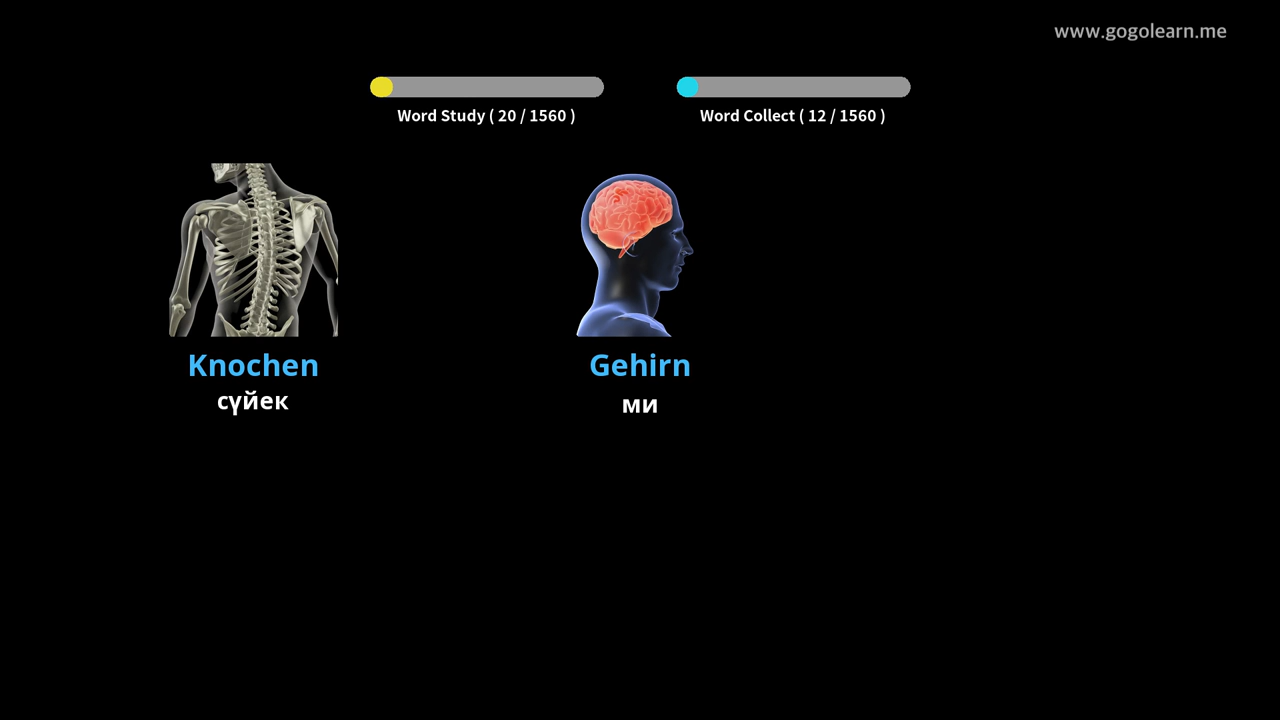 www.gogolearn.me
Word Study ( 20 / 1560 )
Word Collect ( 12 / 1560 )
Knochen
сүйек
Gehirn
ми